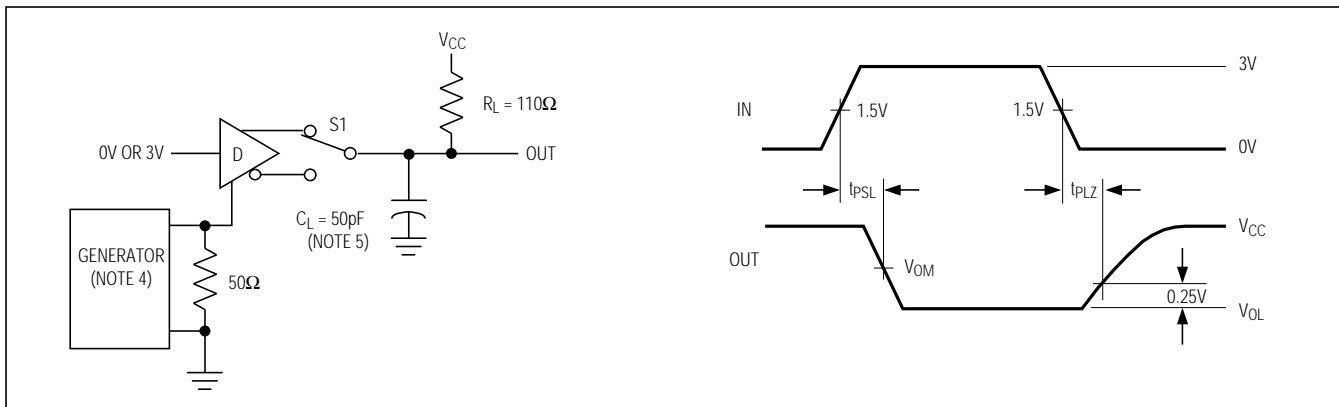 VCC
RL = 110Ω
S1
0V OR 3V
D
OUT
CL = 50pF
(NOTE 5)
GENERATOR
(NOTE 4)
50Ω
3V
IN
1.5V
1.5V
0V
tPSL
tPLZ
VCC
OUT
VOM
0.25V
VOL